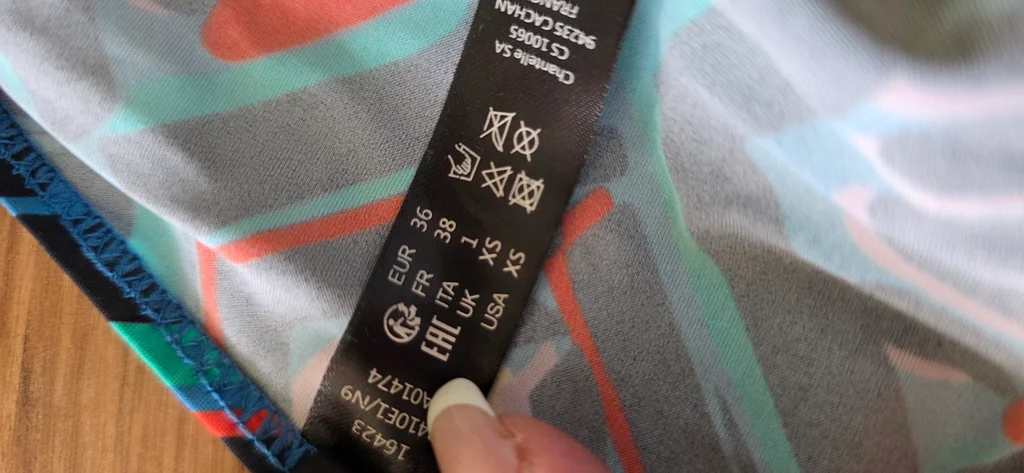 Chantelle SA
CS 10065
94235 CACHAN
EUR 36
FR 38
ITA 1
UK XS
USA XS
EAC
16423
A01474